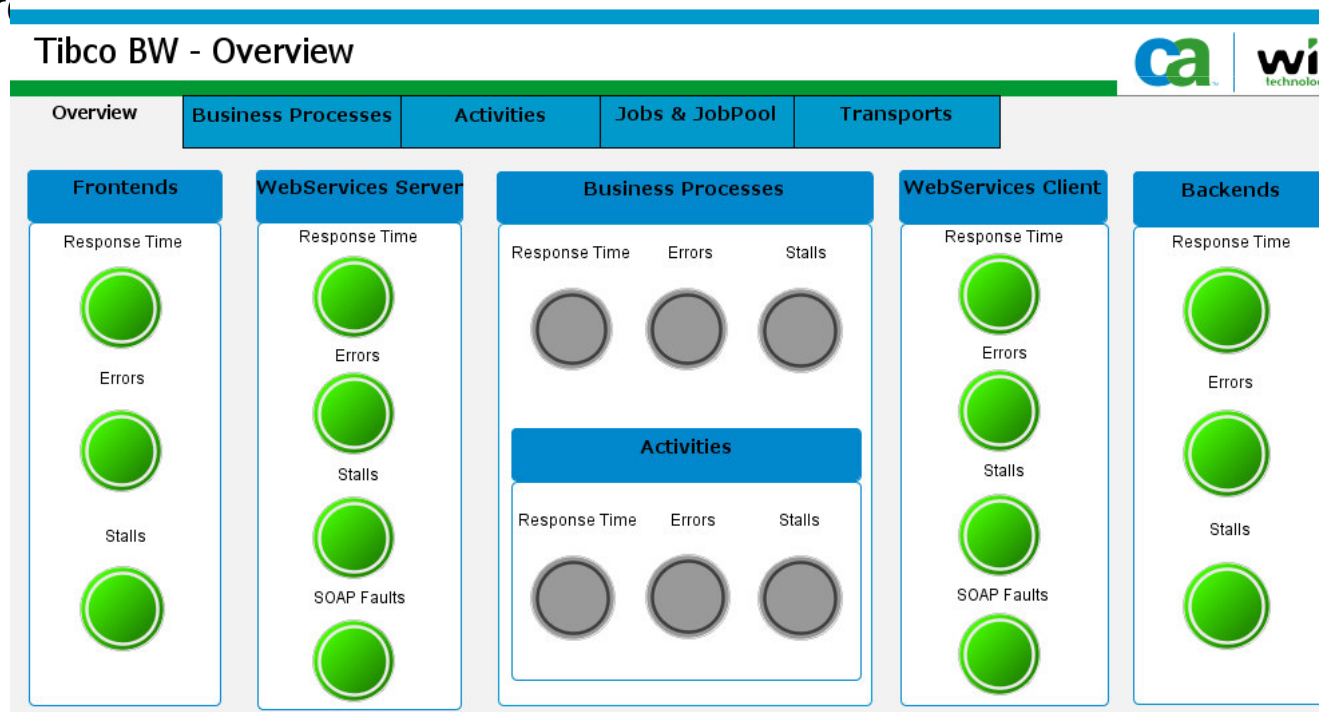 Tibco BW - Overview
ca
technolo
Overview
Business Processes
Activities
Jobs & JobPool
Transports
Frontends
Response Time
Errors
Stalls
WebServices Server
Response Time
Errors
Stalls
SOAP Faults
Business Processes
Response Time Errors Stalls
Activities
Response Time Errors Stalls
WebServices Client
Response Time
Errors
Stalls
SOAP Faults
Backends
Response Time
Errors
Stalls